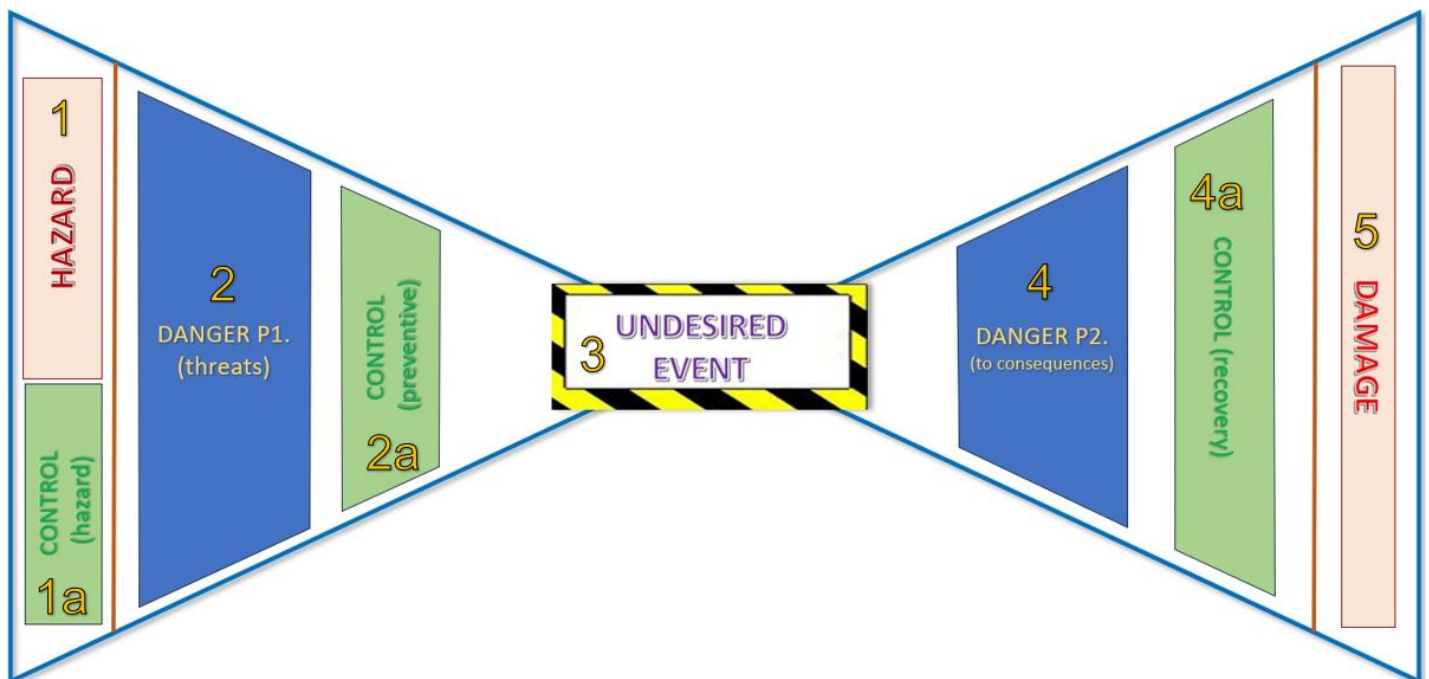 1
HAZARD
CONTROL
(hazard)
1a
2
DANGER P1.
(threats)
CONTROL
(preventive)
2a
3
UNDESIRED
EVENT
4
DANGER P2.
(to consequences)
4a
CONTROL (recovery)
5
DAMAGE